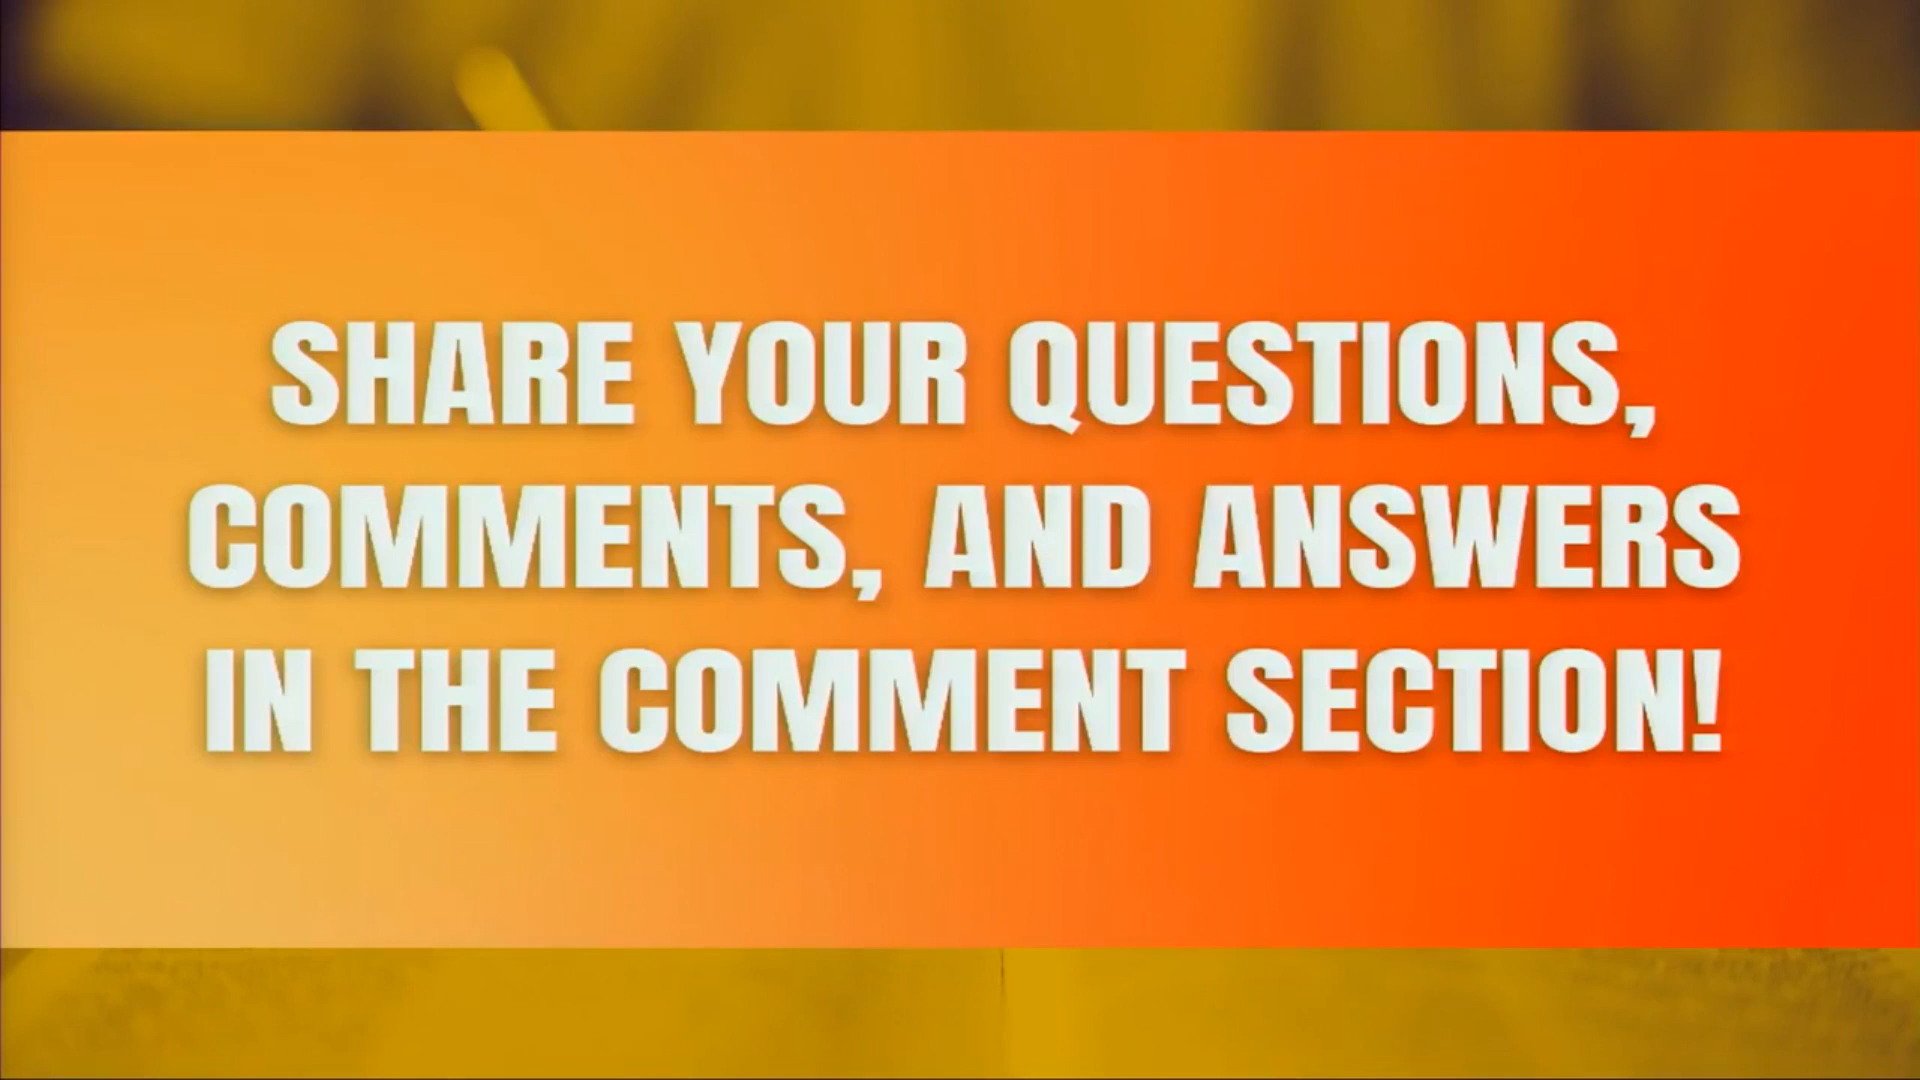 SHARE YOUR QUESTIONS,
COMMENTS, AND ANSWERS
IN THE COMMENT SECTION!